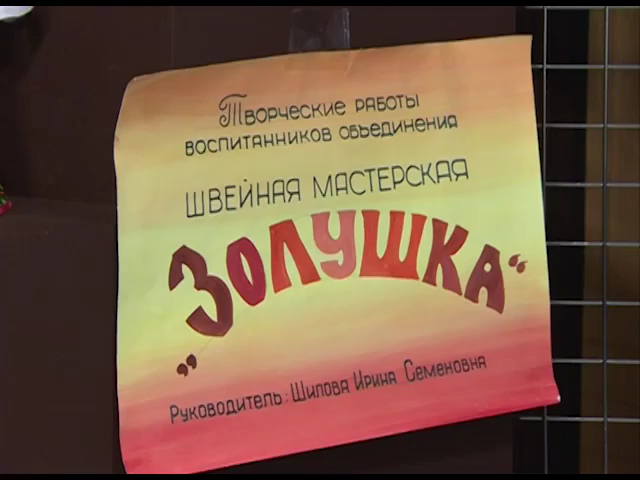 Творческие работы
воспитанников объединения
швейная мастерская
„Золушка“
Руководитель: Шилова Ирина Семеновна